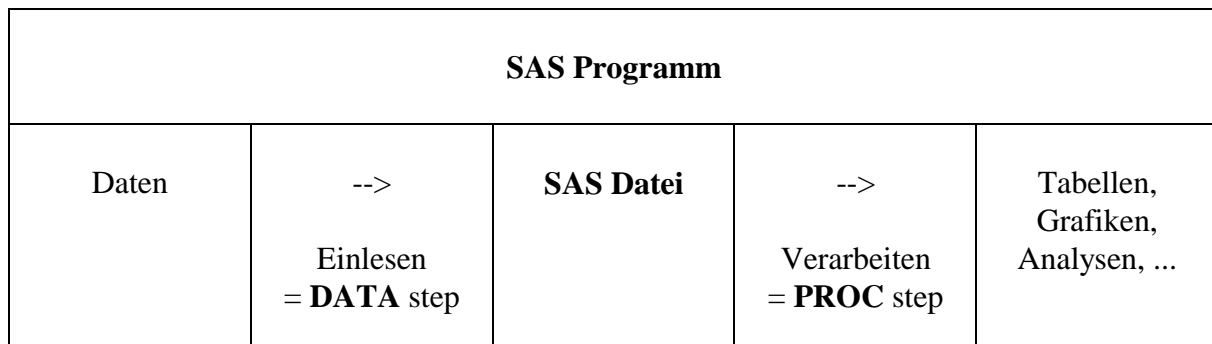 SAS Programm
Daten
-->
Einlesen
= DATA step
SAS Datei
-->
Verarbeiten
= PROC step
Tabellen,
Grafiken,
Analysen, ...